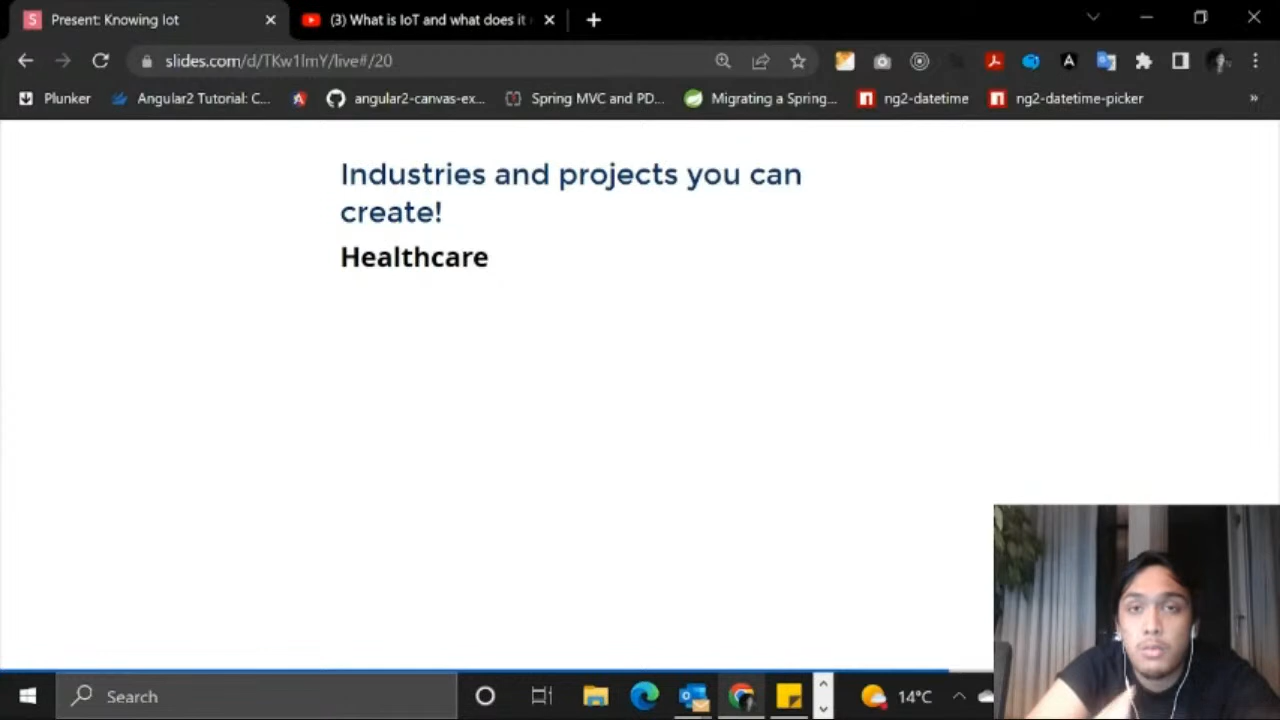 S Present: Knowing Iot
(3) What is IoT and what does it
slides.com/d/TKw1lmY/live#/20
Plunker
Angular2 Tutorial: C...
angular2-canvas-ex...
Spring MVC and PD...
Migrating a Spring...
ng2-datetime
ng2-datetime-picker
Industries and projects you can
create!
Healthcare
Search
14°C